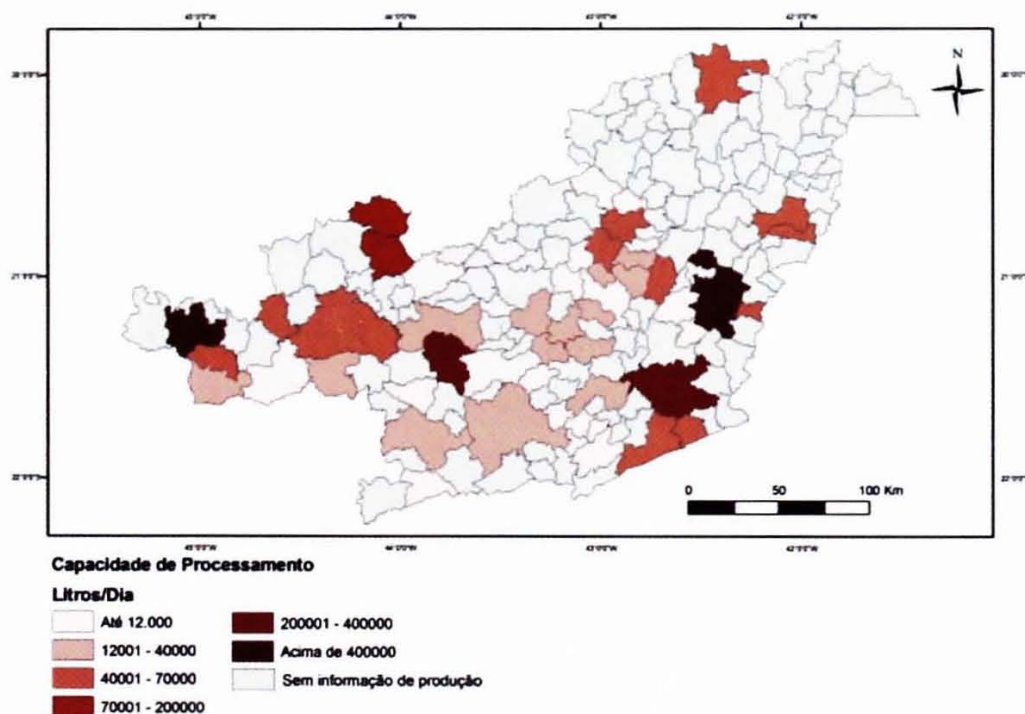 N
0 50 100 Km
Capacidade de Processamento
Litros/Dia
Até 12.000
12001 - 40000
40001 - 70000
70001 - 200000
200001 - 400000
Acima de 400000
Sem informação de produção